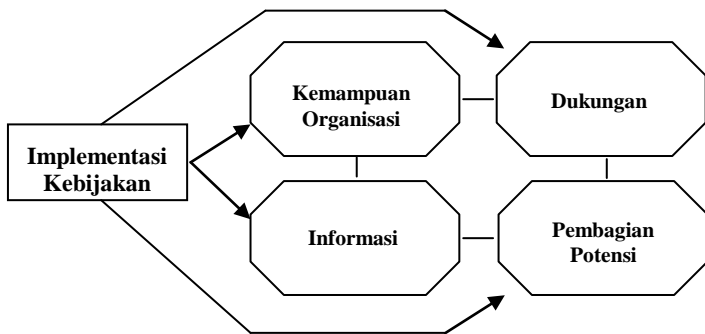 Implementasi
Kebijakan
Kemampuan
Organisasi
Dukungan
Informasi
Pembagian
Potensi